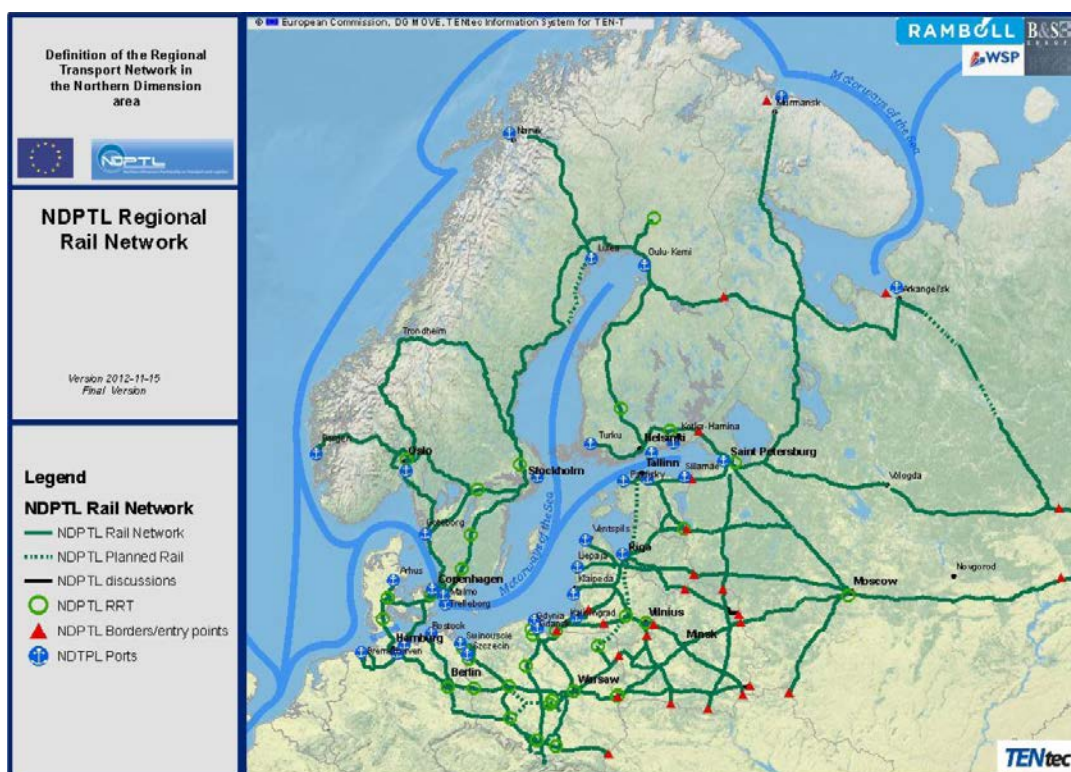 Definition of the Regional
Transport Network in
the Northern Dimension
area
NDPTL
NDPTL Regional
Rail Network
Version 2012-11-15
Final Version
Legend
NDPTL Rail Network
NDPTL Rail Network
NDPTL Planned Rail
NDPTL discussions
NDPTL RRT
NDPTL Borders/entry points
NDTPL Ports
© European Commission, DG MOVE, TENtec Information System for TEN-T
RAMBOLL
B&S
WSP
Motorways of the Sea
Murmansk
Narvik
Lulea
Oulu-Kemi
Arkangelsk
Trondheim
Bergen
Oslo
Stockholm
Turku
Helsinki
Kotka-Hamina
Saint Petersburg
Tallinn
Sillamäe
Vologda
Göteborg
Ventspils
Riga
Liepaja
Klaipeda
Arhus
Copenhagen
Malmo
Trelleborg
Moscow
Novgorod
Kaliningrad
Vilnius
Minsk
Gdynia
Gdansk
Rostock
Swinouscie
Szczecin
Hamburg
Berlin
Warsaw
Motorways of the Sea
TENtec